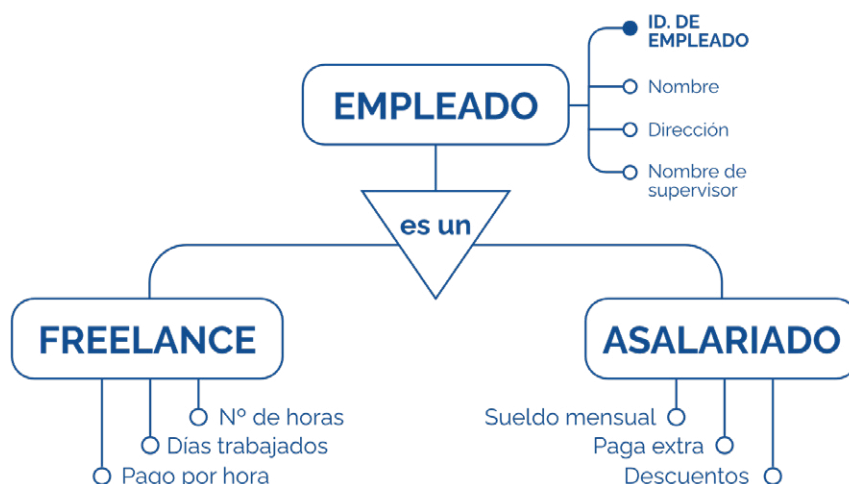 ID. DE
EMPLEADO
EMPLEADO
Nombre
Dirección
Nombre de
supervisor
es un
FREELANCE
ASALARIADO
Nº de horas
Días trabajados
Pago por hora
Sueldo mensual
Paga extra
Descuentos